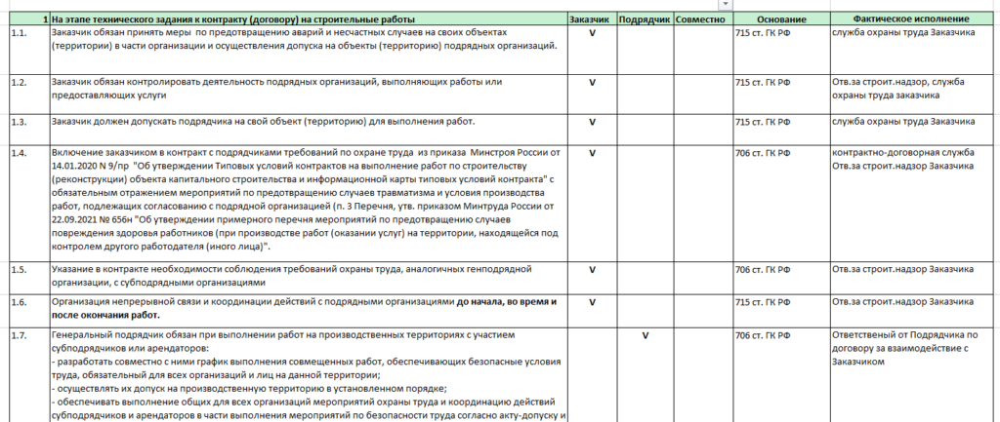 1 На этапе технического задания к контракту (договору) на строительные работы Заказчик Подрядчик Совместно Основание Фактическое исполнение
1.1. Заказчик обязан принять меры по предотвращению аварий и несчастных случаев на своих объектах V 715 ст. ГК РФ служба охраны труда Заказчика
(территории) в части организации и осуществления допуска на объекты (территорию) подрядных организаций.
1.2. Заказчик обязан контролировать деятельность подрядных организаций, выполняющих работы или V 715 ст. ГК РФ Отв.за строит.надзор, служба
предоставляющих услуги охраны труда заказчика
1.3. Заказчик должен допускать подрядчика на свой объект (территорию) для выполнения работ. V 715 ст. ГК РФ служба охраны труда Заказчика
1.4. Включение заказчиком в контракт с подрядчиками требований по охране труда из приказа Минстроя России от V 706 ст. ГК РФ контрактно-договорная служба
14.01.2020 N 9/пр "Об утверждении Типовых условий контрактов на выполнение работ по строительству Отв.за строит.надзор Заказчика
(реконструкции) объекта капитального строительства и информационной карты типовых условий контракта" с
обязательным отражением мероприятий по предотвращению случаев травматизма и условия производства
работ, подлежащих согласованию с подрядной организацией (п. 3 Перечня, утв. приказом Минтруда России от
22.09.2021 № 656н "Об утверждении примерного перечня мероприятий по предотвращению случаев
повреждения здоровья работников (при производстве работ (оказании услуг) на территории, находящейся под
контролем другого работодателя (иного лица)".
1.5. Указание в контракте необходимости соблюдения требований охраны труда, аналогичных генподрядной V 706 ст. ГК РФ Отв.за строит.надзор Заказчика
организации, с субподрядными организациями
1.6. Организация непрерывной связи и координации действий с подрядными организациями до начала, во время и V 715 ст. ГК РФ Отв.за строит.надзор Заказчика
после окончания работ.
1.7. Генеральный подрядчик обязан при выполнении работ на производственных территориях с участием V 706 ст. ГК РФ Ответственый от Подрядчика по
субподрядчиков или арендаторов: договору за взаимодействие с
- разработать совместно с ними график выполнения совмещенных работ, обеспечивающих безопасные условия Заказчиком
труда, обязательный для всех организаций и лиц на данной территории;
- осуществлять их допуск на производственную территорию в установленном порядке;
- обеспечивать выполнение общих для всех организаций мероприятий охраны труда и координацию действий
субподрядчиков и арендаторов в части выполнения мероприятий по безопасности труда согласно акту-допуску и